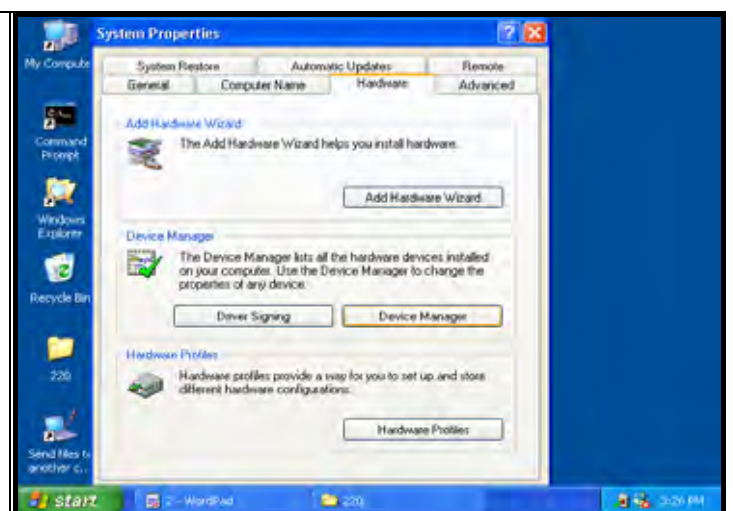 System Properties
My Compute
System Restore
Automatic Updates
Remote
General
Computer Name
Hardware
Advanced
Add Hardware Wizard
The Add Hardware Wizard helps you install hardware.
Add Hardware Wizard
Command
Prompt
Windows
Explorer
Device Manager
The Device Manager lists all the hardware devices installed
on your computer. Use the Device Manager to change the
properties of any device.
Driver Signing
Device Manager
Recycle Bin
Hardware Profiles
Hardware profiles provide a way for you to set up and store
different hardware configurations.
Hardware Profiles
220
Send files to
another c...
start
2 - WordPad
220
3:26 PM